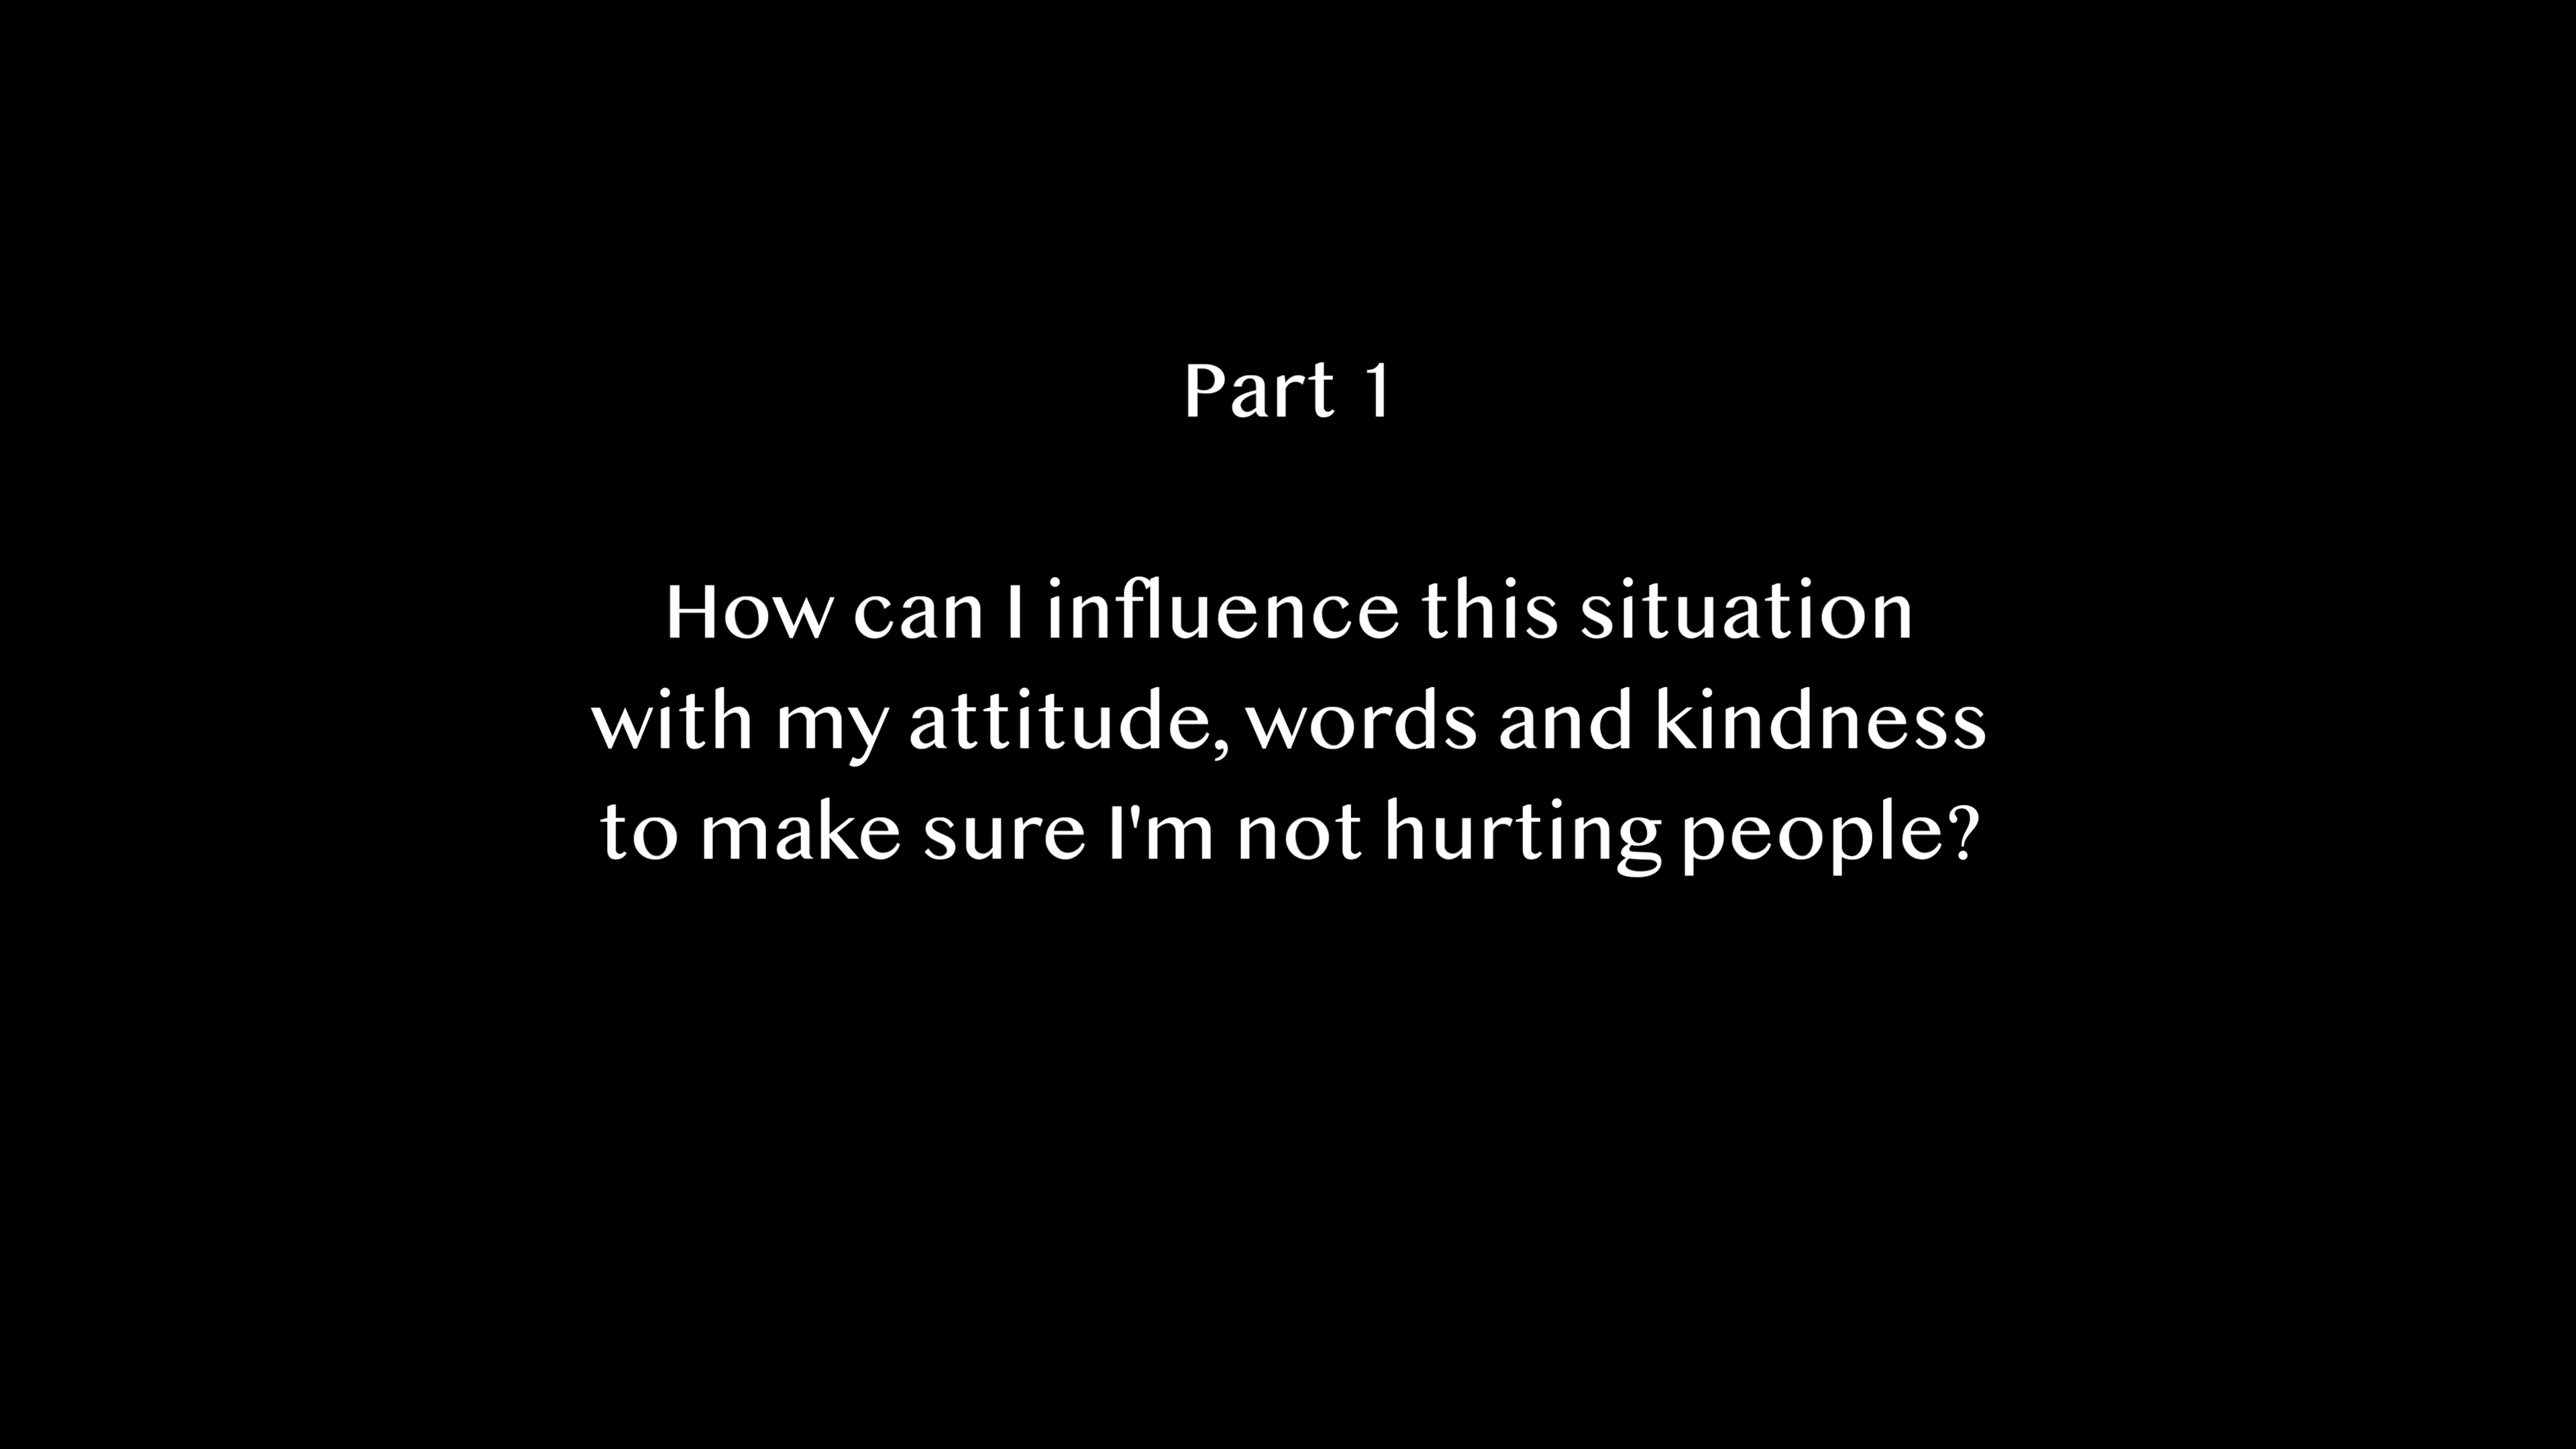 Part 1
How can I influence this situation
with my attitude, words and kindness
to make sure I'm not hurting people?